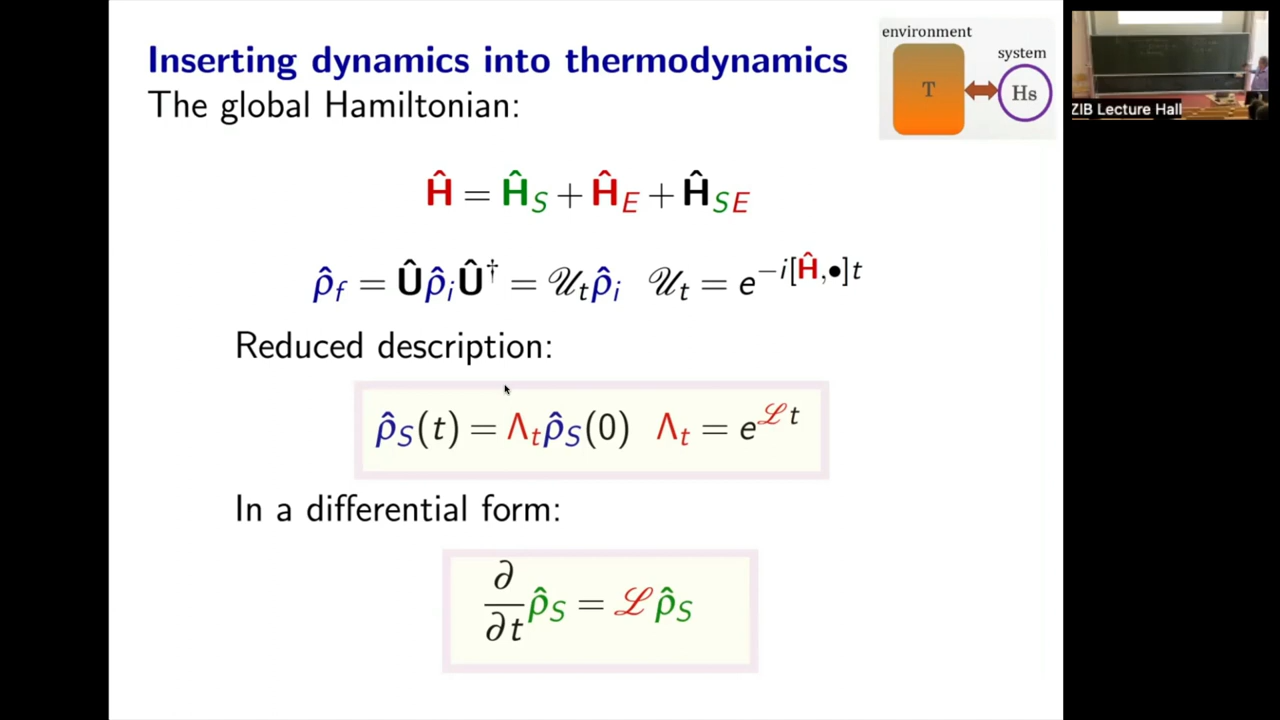 Inserting dynamics into thermodynamics
The global Hamiltonian:
environment
system
T
Hs
ZIB Lecture Hall
Ĥ = Ĥ_S + Ĥ_E + Ĥ_SE
ρ̂_f = Ûρ̂_iÛ† = 𝒰_tρ̂_i 𝒰_t = e^{−i[Ĥ,•]t}
Reduced description:
ρ̂_S(t) = Λ_tρ̂_S(0) Λ_t = e^{ℒt}
In a differential form:
∂/∂t ρ̂_S = ℒρ̂_S